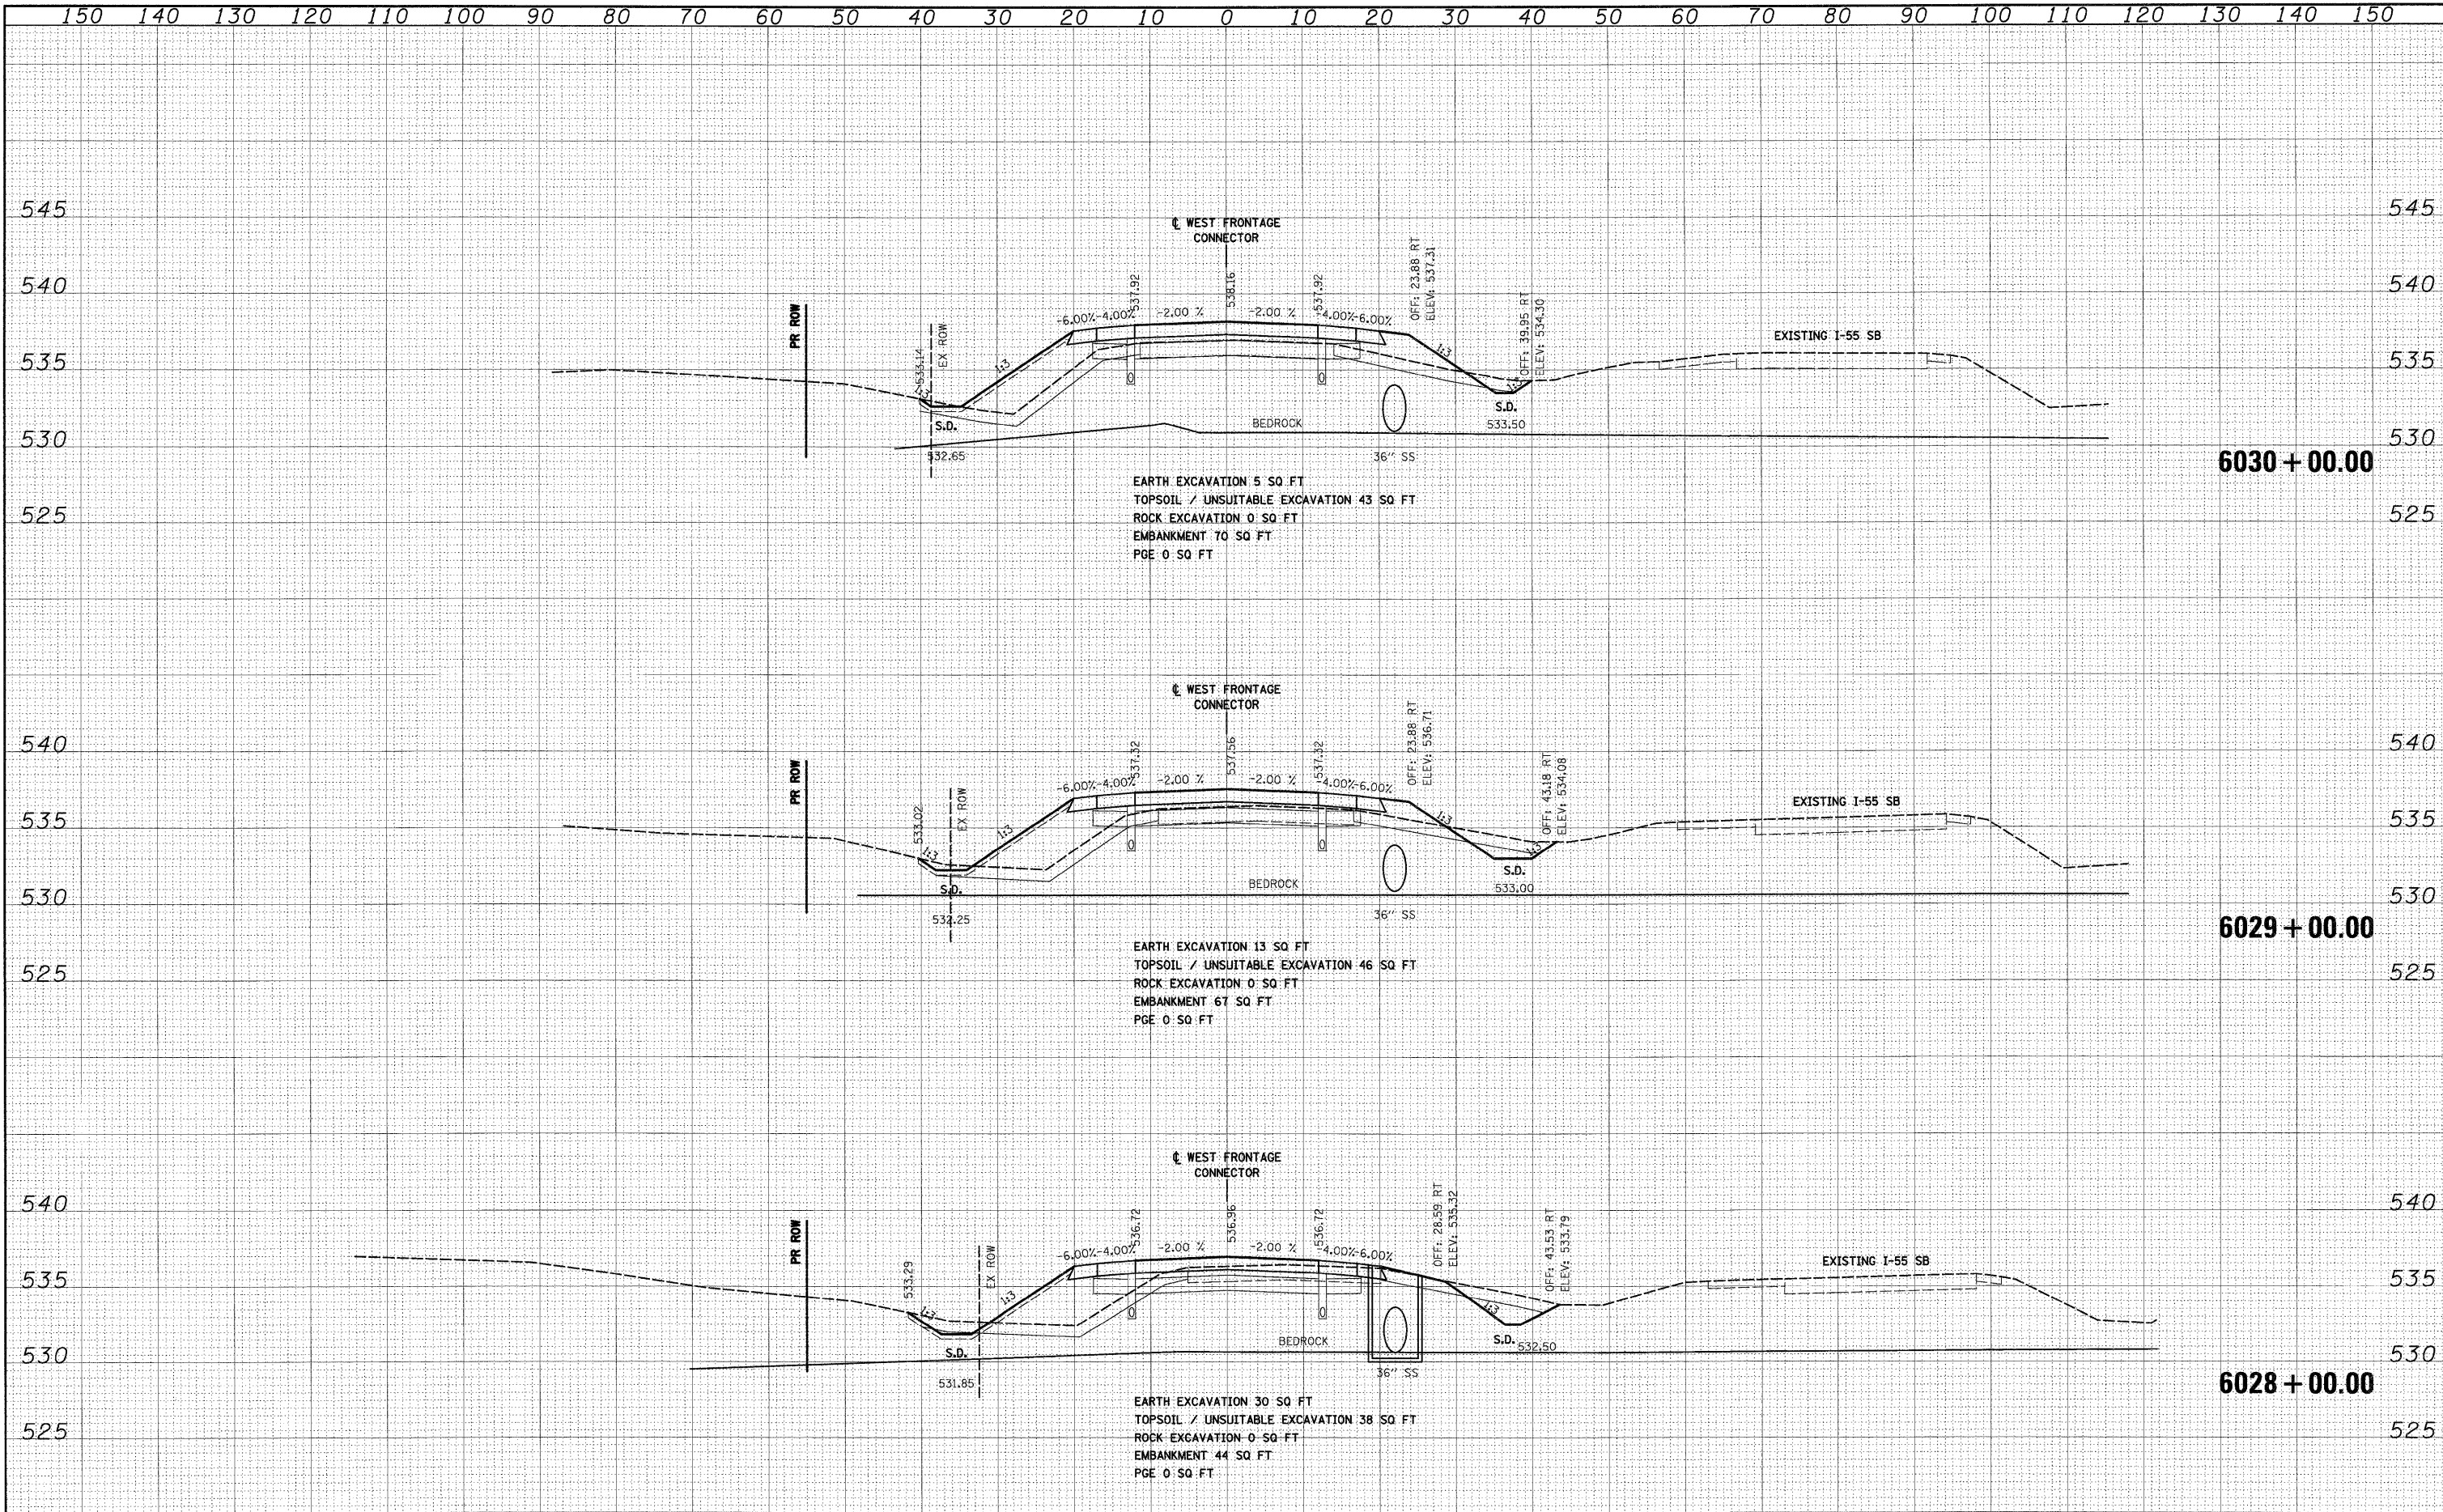 150 140 130 120 110 100 90 80 70 60 50 40 30 20 10 0 10 20 30 40 50 60 70 80 90 100 110 120 130 140 150
545 545
℄ WEST FRONTAGE
CONNECTOR
540 540
PR ROW
533.14
EX ROW
537.92
538.16
537.92
OFF: 23.88 RT
ELEV: 537.31
OFF: 39.95 RT
ELEV: 534.30
-6.00% -4.00% -2.00 % -2.00 % -4.00% -6.00%
EXISTING I-55 SB
535 535
1:3 1:3 1:3 1:3
S.D. BEDROCK S.D.
533.50
530 530
532.65 36" SS
6030+00.00
EARTH EXCAVATION 5 SQ FT
TOPSOIL / UNSUITABLE EXCAVATION 43 SQ FT
ROCK EXCAVATION 0 SQ FT
EMBANKMENT 70 SQ FT
PGE 0 SQ FT
525 525
℄ WEST FRONTAGE
CONNECTOR
540 540
PR ROW
533.02
EX ROW
537.32
537.56
537.32
OFF: 23.88 RT
ELEV: 536.71
OFF: 43.18 RT
ELEV: 534.08
-6.00% -4.00% -2.00 % -2.00 % -4.00% -6.00%
EXISTING I-55 SB
535 535
1:3 1:3 1:3 1:3
S.D. BEDROCK S.D.
533.00
530 530
532.25 36" SS
6029+00.00
EARTH EXCAVATION 13 SQ FT
TOPSOIL / UNSUITABLE EXCAVATION 46 SQ FT
ROCK EXCAVATION 0 SQ FT
EMBANKMENT 67 SQ FT
PGE 0 SQ FT
525 525
℄ WEST FRONTAGE
CONNECTOR
540 540
PR ROW
533.29
EX ROW
536.72
536.96
536.72
OFF: 28.59 RT
ELEV: 535.32
OFF: 43.53 RT
ELEV: 533.79
-6.00% -4.00% -2.00 % -2.00 % -4.00% -6.00%
EXISTING I-55 SB
535 535
1:3 1:3 1:3
S.D. BEDROCK S.D. 532.50
530 530
531.85 36" SS
6028+00.00
EARTH EXCAVATION 30 SQ FT
TOPSOIL / UNSUITABLE EXCAVATION 38 SQ FT
ROCK EXCAVATION 0 SQ FT
EMBANKMENT 44 SQ FT
PGE 0 SQ FT
525 525